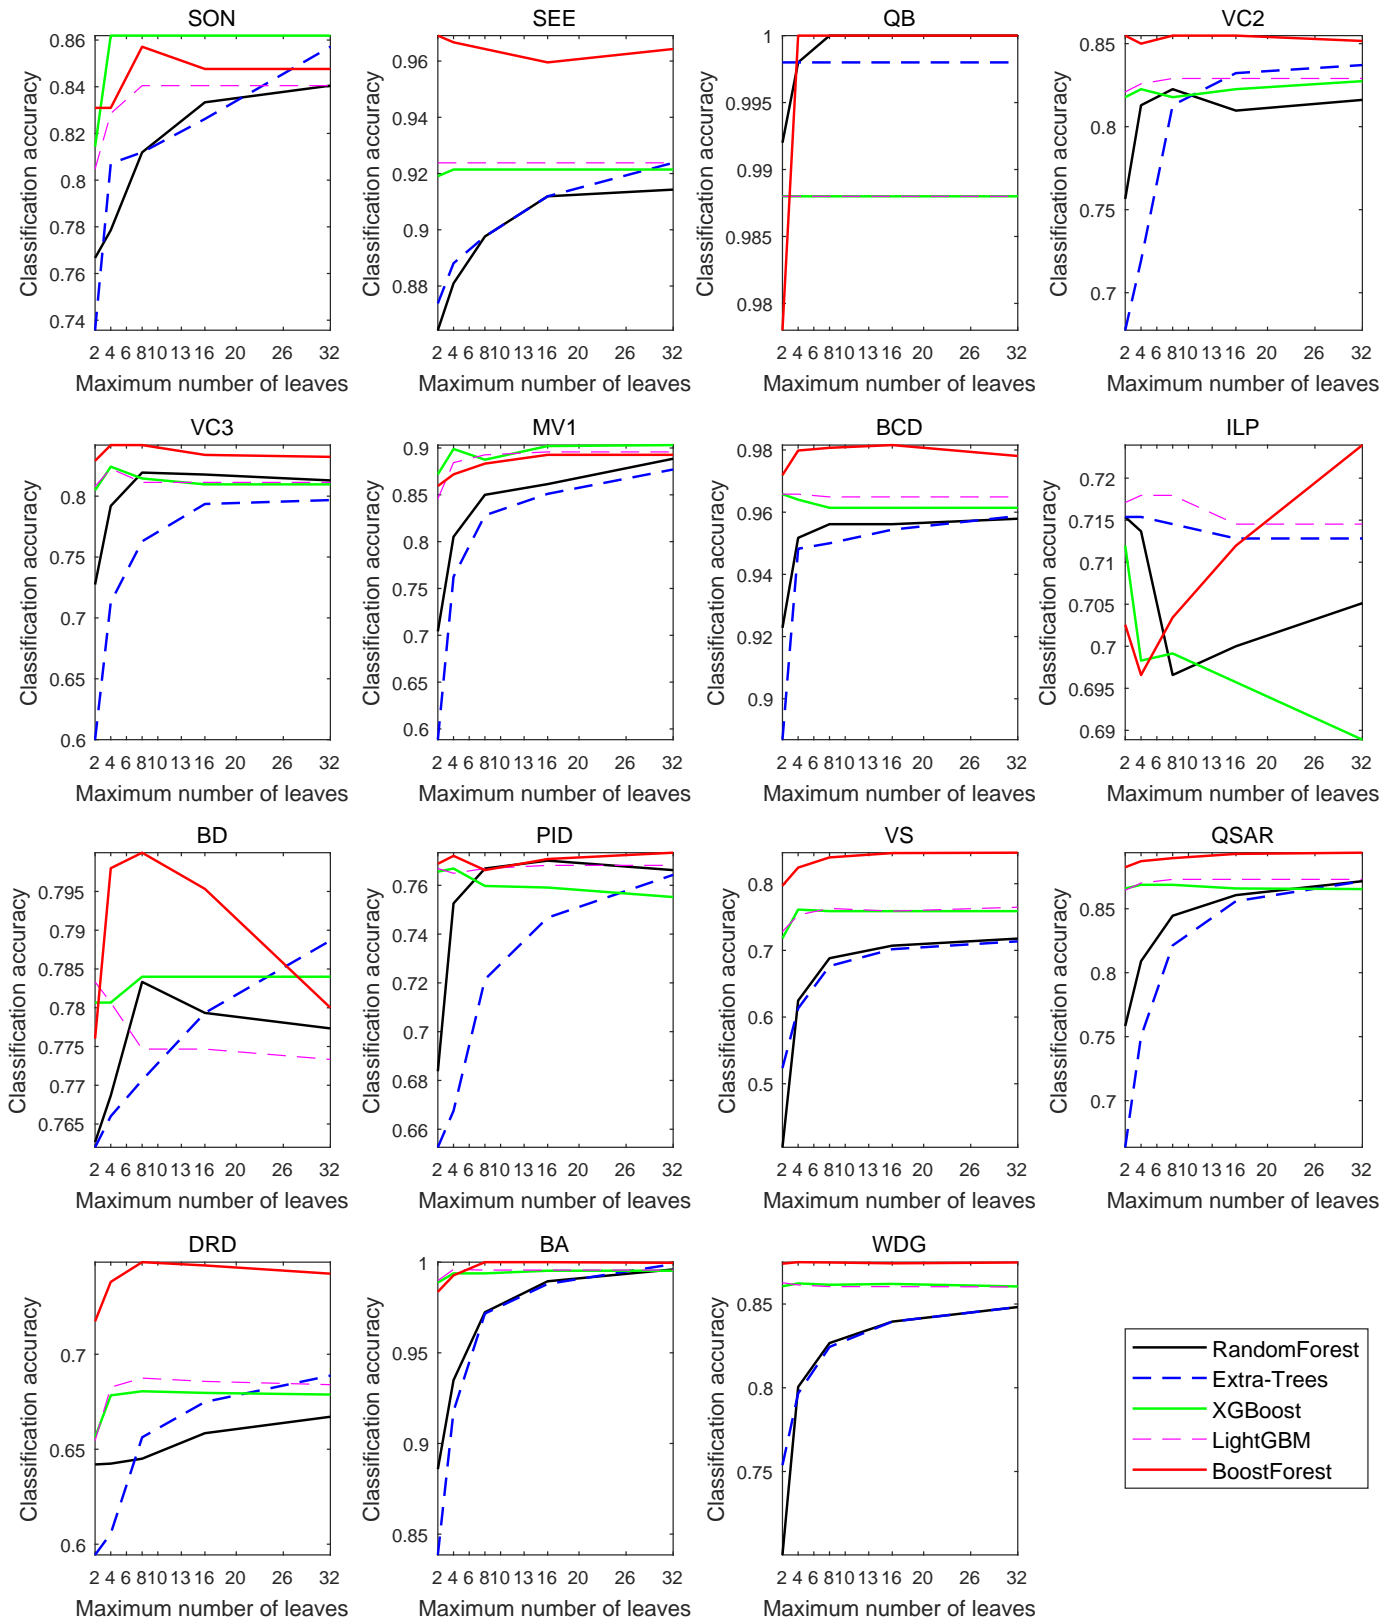 SON
SEE
QB
VC2
Classification accuracy
0.86
0.84
0.82
0.8
0.78
0.76
0.74
2 4 6 8 10 13 16 20 26 32
Maximum number of leaves
Classification accuracy
0.96
0.94
0.92
0.9
0.88
2 4 6 8 10 13 16 20 26 32
Maximum number of leaves
Classification accuracy
1
0.995
0.99
0.985
0.98
2 4 6 8 10 13 16 20 26 32
Maximum number of leaves
Classification accuracy
0.85
0.8
0.75
0.7
2 4 6 8 10 13 16 20 26 32
Maximum number of leaves
VC3
MV1
BCD
ILP
Classification accuracy
0.8
0.75
0.7
0.65
0.6
2 4 6 8 10 13 16 20 26 32
Maximum number of leaves
Classification accuracy
0.9
0.85
0.8
0.75
0.7
0.65
0.6
2 4 6 8 10 13 16 20 26 32
Maximum number of leaves
Classification accuracy
0.98
0.96
0.94
0.92
0.9
2 4 6 8 10 13 16 20 26 32
Maximum number of leaves
Classification accuracy
0.72
0.715
0.71
0.705
0.7
0.695
0.69
2 4 6 8 10 13 16 20 26 32
Maximum number of leaves
BD
PID
VS
QSAR
Classification accuracy
0.795
0.79
0.785
0.78
0.775
0.77
0.765
2 4 6 8 10 13 16 20 26 32
Maximum number of leaves
Classification accuracy
0.76
0.74
0.72
0.7
0.68
0.66
2 4 6 8 10 13 16 20 26 32
Maximum number of leaves
Classification accuracy
0.8
0.7
0.6
0.5
2 4 6 8 10 13 16 20 26 32
Maximum number of leaves
Classification accuracy
0.85
0.8
0.75
0.7
2 4 6 8 10 13 16 20 26 32
Maximum number of leaves
DRD
BA
WDG
Classification accuracy
0.7
0.65
0.6
2 4 6 8 10 13 16 20 26 32
Maximum number of leaves
Classification accuracy
1
0.95
0.9
0.85
2 4 6 8 10 13 16 20 26 32
Maximum number of leaves
Classification accuracy
0.85
0.8
0.75
2 4 6 8 10 13 16 20 26 32
Maximum number of leaves
RandomForest
Extra-Trees
XGBoost
LightGBM
BoostForest